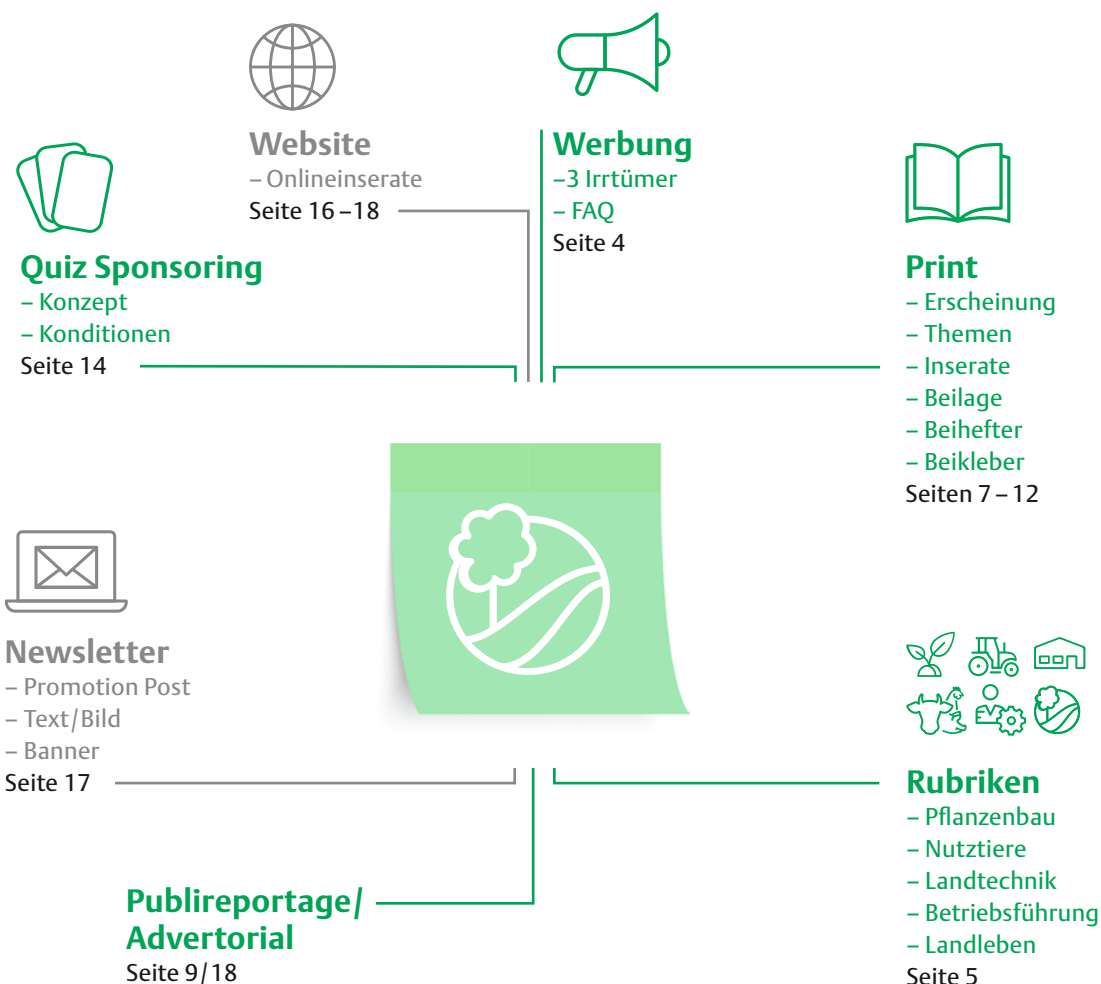 Website
– Onlineinserate
Seite 16 – 18
Werbung
–3 Irrtümer
– FAQ
Seite 4
Quiz Sponsoring
– Konzept
– Konditionen
Seite 14
Print
– Erscheinung
– Themen
– Inserate
– Beilage
– Beihefter
– Beikleber
Seiten 7 – 12
Newsletter
– Promotion Post
– Text/Bild
– Banner
Seite 17
Rubriken
– Pflanzenbau
– Nutztiere
– Landtechnik
– Betriebsführung
– Landleben
Seite 5
Publireportage/
Advertorial
Seite 9/18